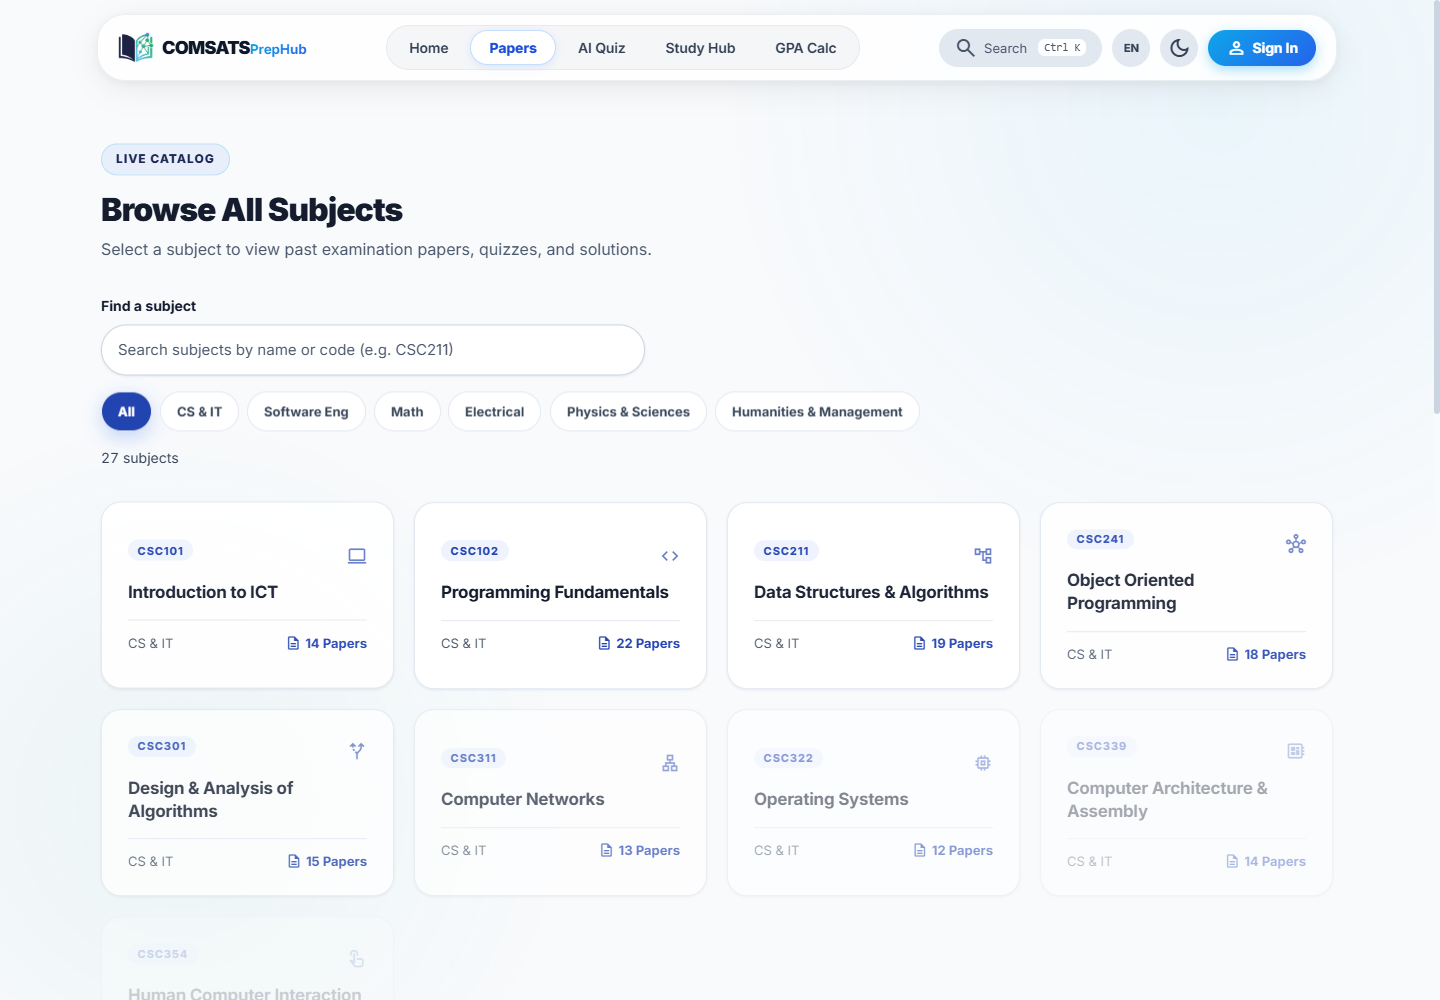 COMSATSPrepHub
Home
Papers
AI Quiz
Study Hub
GPA Calc
Search
Ctrl K
EN
Sign In
LIVE CATALOG
Browse All Subjects
Select a subject to view past examination papers, quizzes, and solutions.
Find a subject
Search subjects by name or code (e.g. CSC211)
All
CS & IT
Software Eng
Math
Electrical
Physics & Sciences
Humanities & Management
27 subjects
CSC101
Introduction to ICT
CS & IT
14 Papers
CSC102
Programming Fundamentals
CS & IT
22 Papers
CSC211
Data Structures & Algorithms
CS & IT
19 Papers
CSC241
Object Oriented
Programming
CS & IT
18 Papers
CSC301
Design & Analysis of
Algorithms
CS & IT
15 Papers
CSC311
Computer Networks
CS & IT
13 Papers
CSC322
Operating Systems
CS & IT
12 Papers
CSC339
Computer Architecture &
Assembly
CS & IT
14 Papers
CSC354
Human Computer Interaction